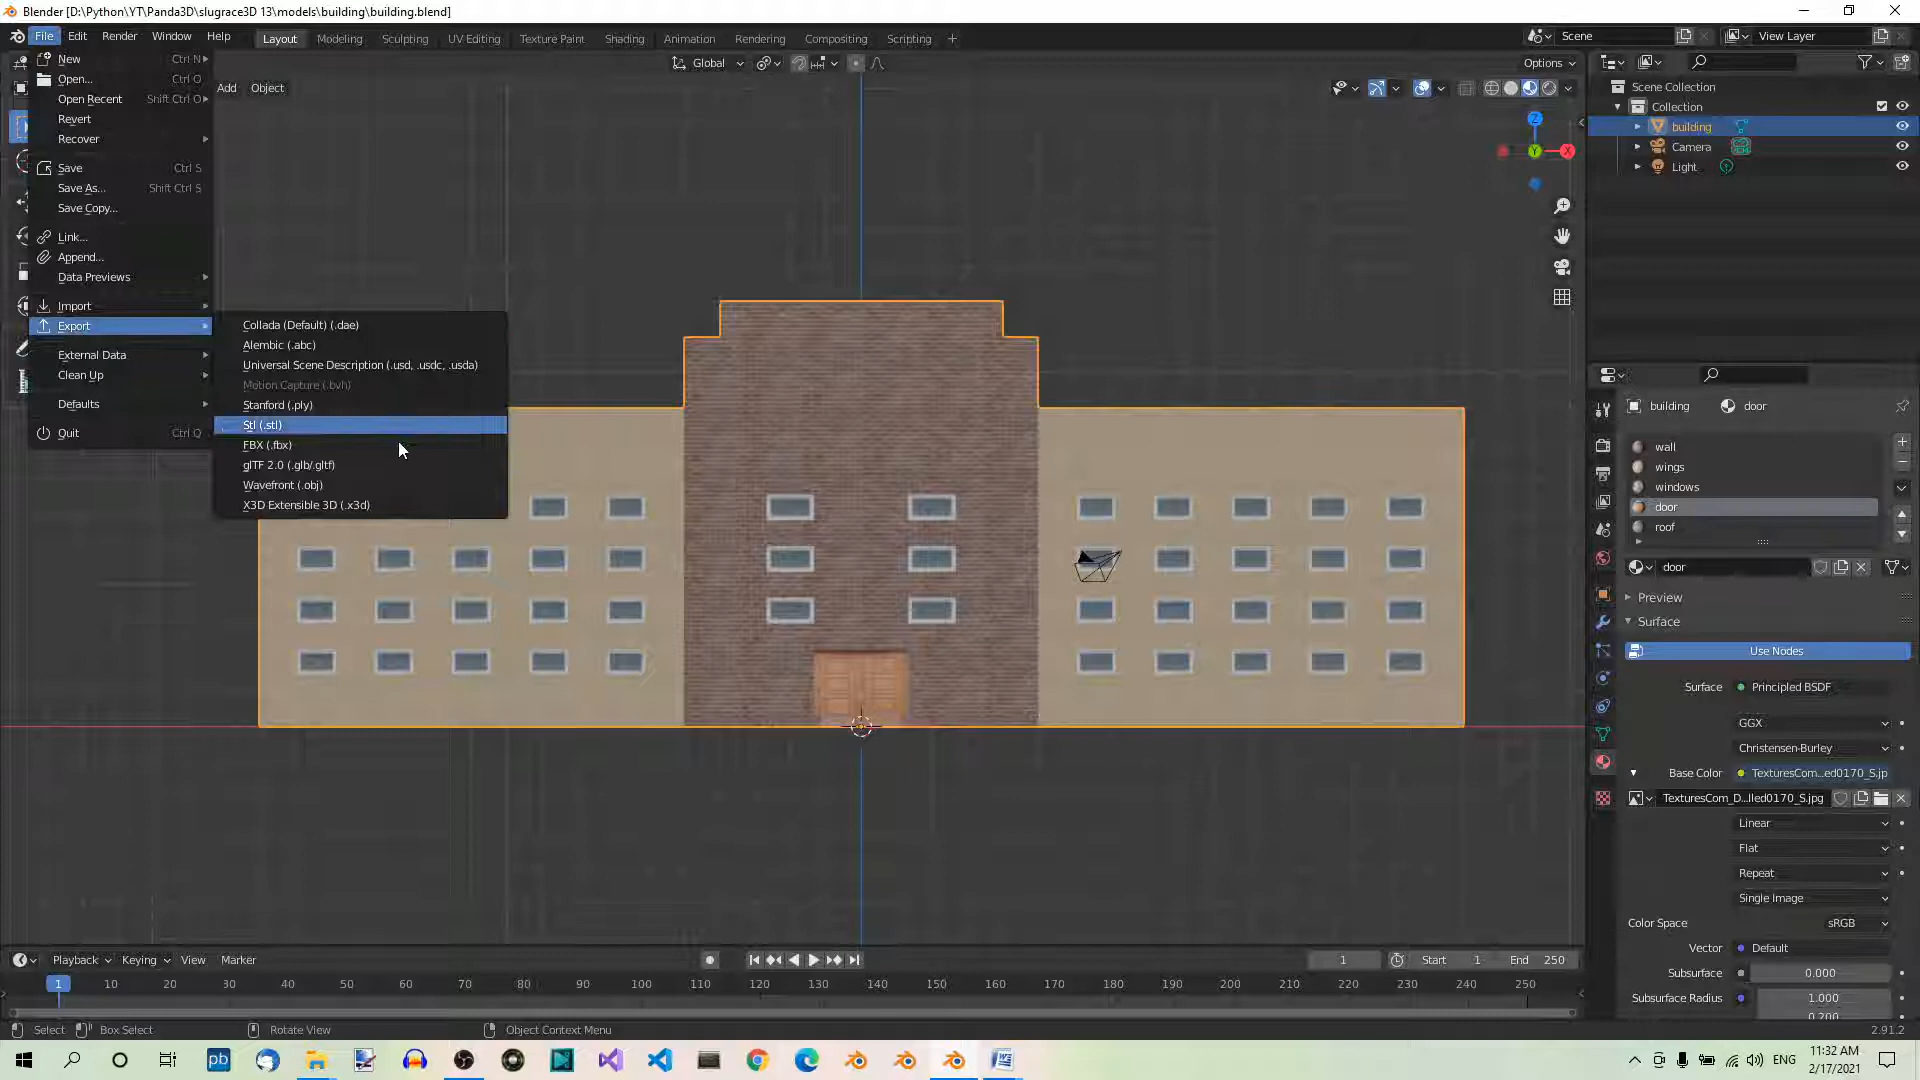 Blender [D:\Python\YT\Panda3D\slugrace3D 13\models\building\building.blend]
File Edit Render Window Help
Layout Modeling Sculpting UV Editing Texture Paint Shading Animation Rendering Compositing Scripting +
Scene
View Layer
New Ctrl N
Open... Ctrl O
Open Recent Shift Ctrl O
Revert
Recover
Save Ctrl S
Save As... Shift Ctrl S
Save Copy...
Link...
Append...
Data Previews
Import
Export
External Data
Clean Up
Defaults
Quit Ctrl Q
Add Object
Global
Options
Z
Y
X
Collada (Default) (.dae)
Alembic (.abc)
Universal Scene Description (.usd, .usdc, .usda)
Motion Capture (.bvh)
Stanford (.ply)
Stl (.stl)
FBX (.fbx)
glTF 2.0 (.glb/.gltf)
Wavefront (.obj)
X3D Extensible 3D (.x3d)
Scene Collection
Collection
building
Camera
Light
building door
wall
wings
windows
door
roof
door
Preview
Surface
Use Nodes
Surface Principled BSDF
GGX
Christensen-Burley
Base Color TexturesCom...ed0170_S.jp
TexturesCom_D...lled0170_S.jpg
Linear
Flat
Repeat
Single Image
Color Space sRGB
Vector Default
Subsurface 0.000
Subsurface Radius 1.000
0.200
Playback Keying View Marker
1 Start 1 End 250
1 10 20 30 40 50 60 70 80 90 100 110 120 130 140 150 160 170 180 190 200 210 220 230 240 250
Select Box Select Rotate View Object Context Menu
2.91.2
pb
ENG
11:32 AM
2/17/2021